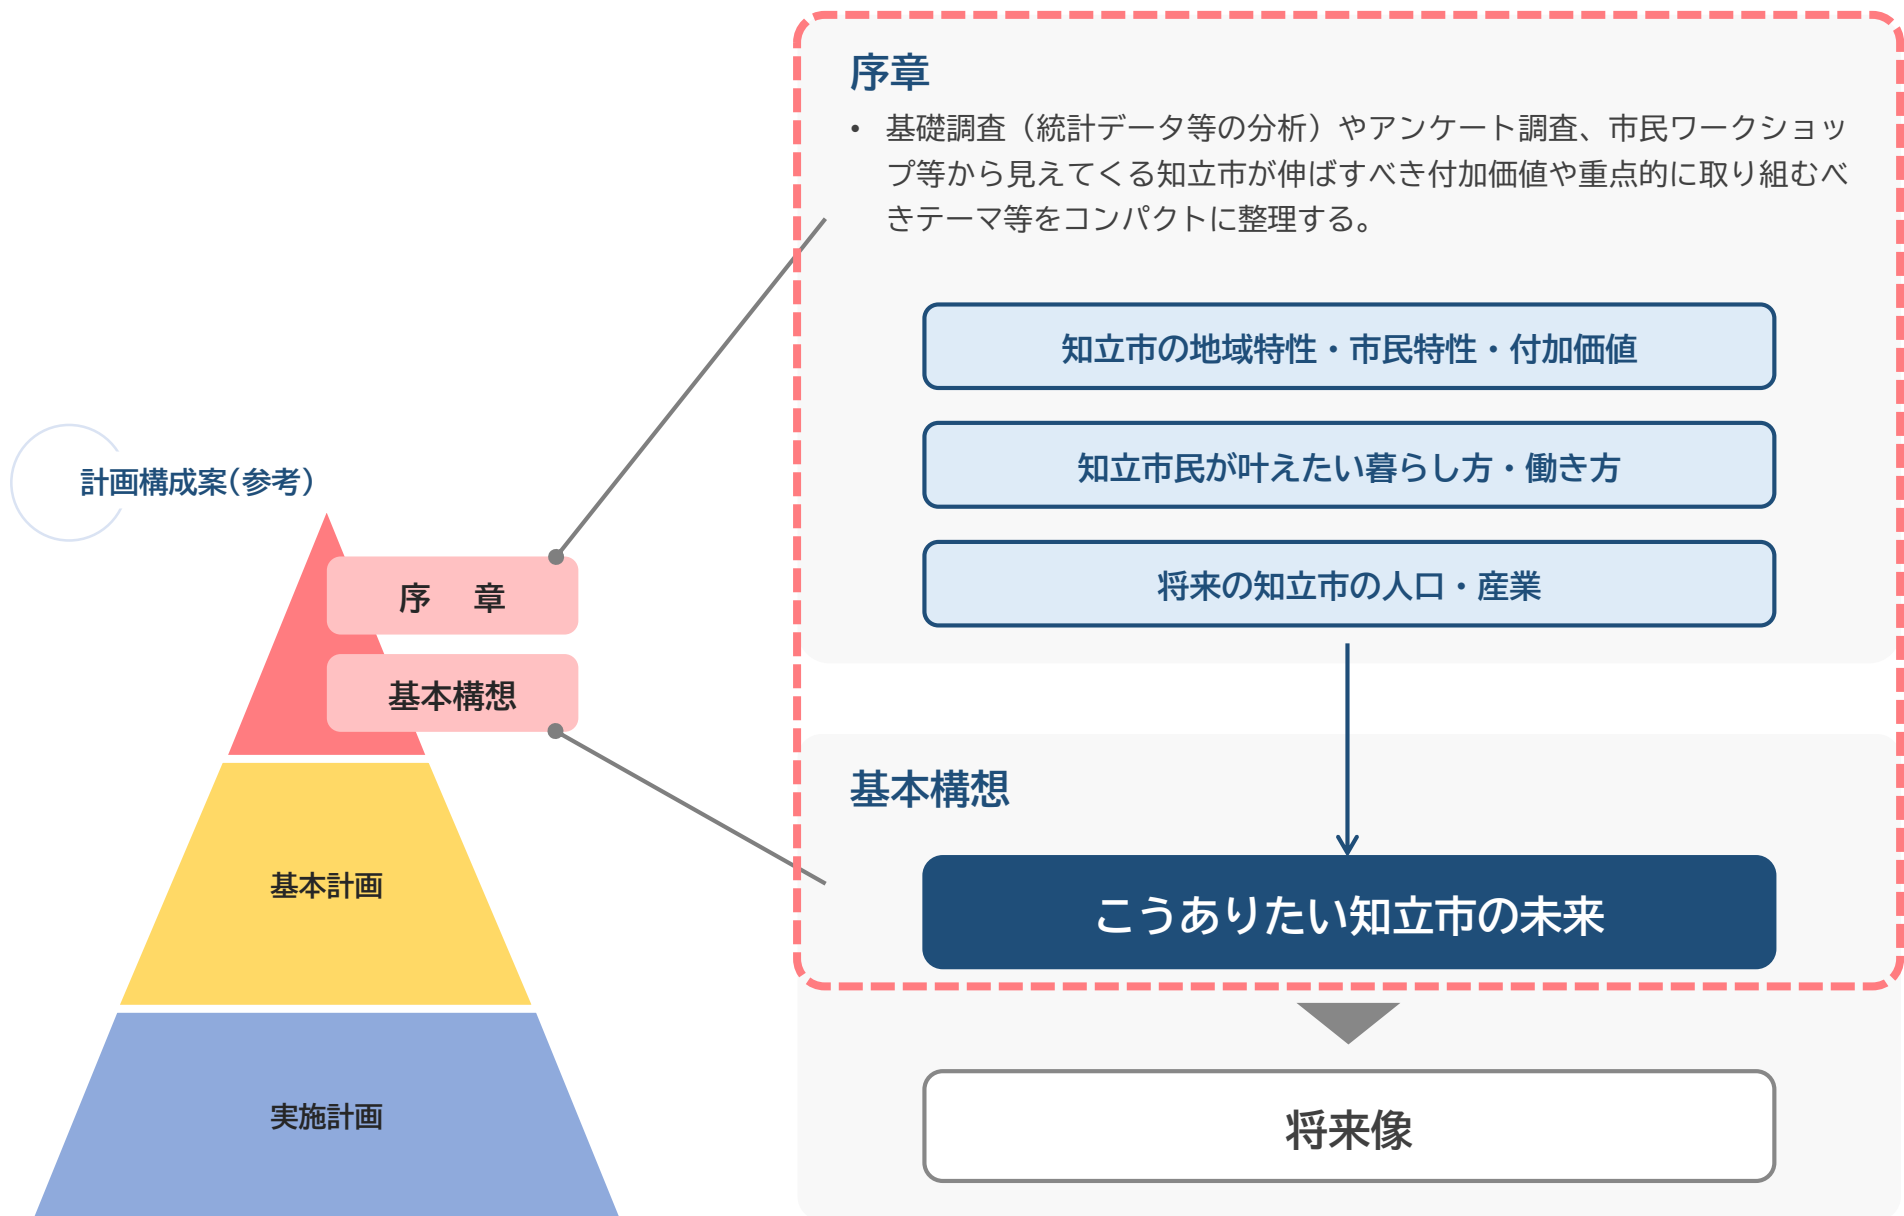 計画構成案(参考)
序　章
基本構想
基本計画
実施計画
序章
• 基礎調査（統計データ等の分析）やアンケート調査、市民ワークショッ
プ等から見えてくる知立市が伸ばすべき付加価値や重点的に取り組むべ
きテーマ等をコンパクトに整理する。
知立市の地域特性・市民特性・付加価値
知立市民が叶えたい暮らし方・働き方
将来の知立市の人口・産業
基本構想
こうありたい知立市の未来
将来像